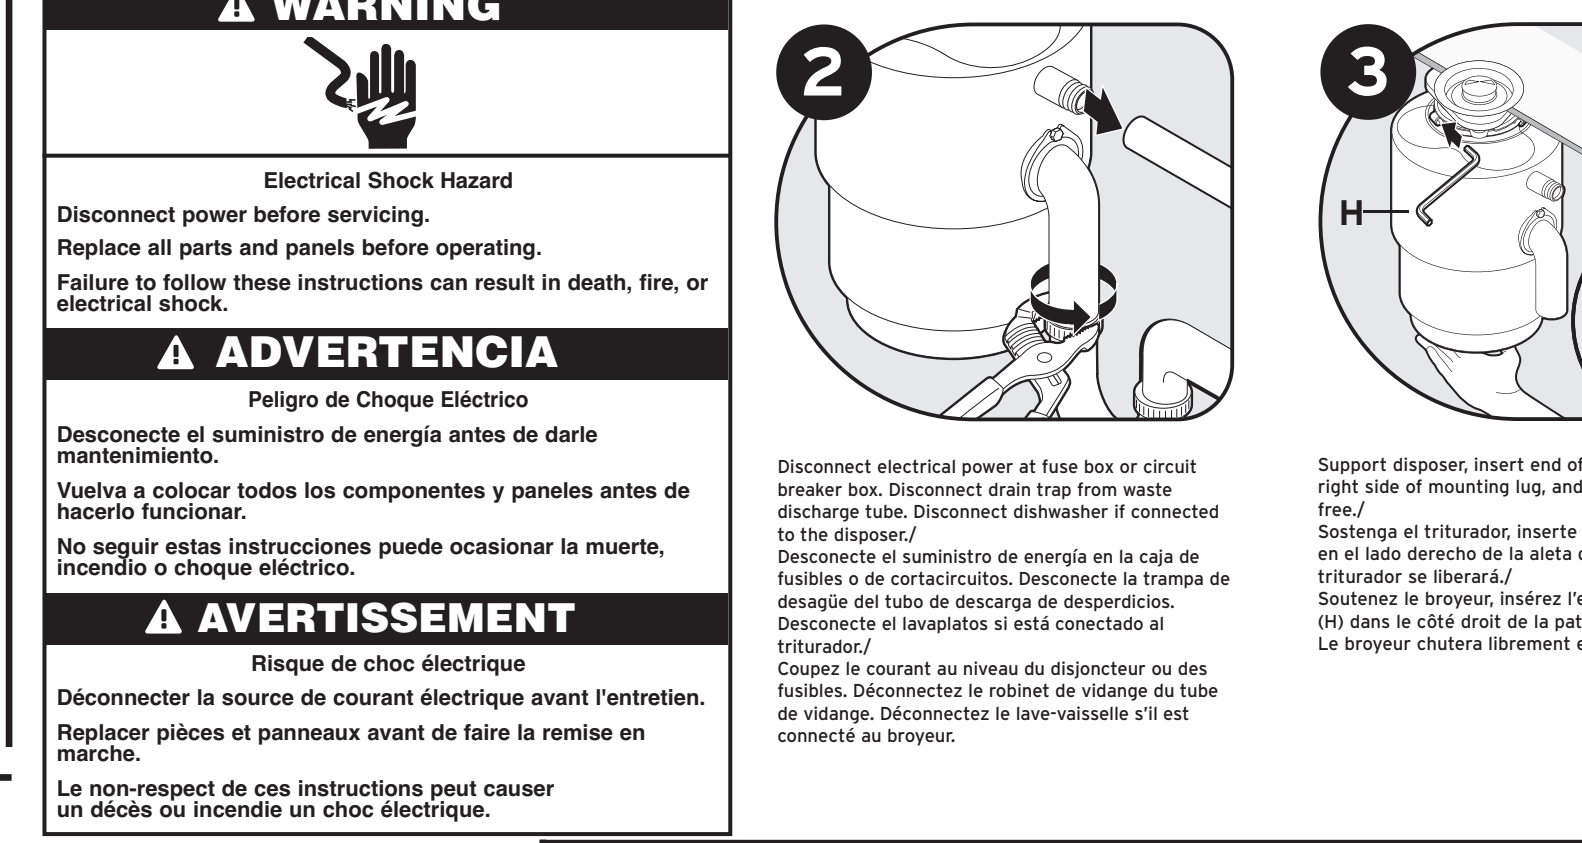 WARNING
Electrical Shock Hazard
Disconnect power before servicing.
Replace all parts and panels before operating.
Failure to follow these instructions can result in death, fire, or
electrical shock.
ADVERTENCIA
Peligro de Choque Eléctrico
Desconecte el suministro de energía antes de darle
mantenimiento.
Vuelva a colocar todos los componentes y paneles antes de
hacerlo funcionar.
No seguir estas instrucciones puede ocasionar la muerte,
incendio o choque eléctrico.
AVERTISSEMENT
Risque de choc électrique
Déconnecter la source de courant électrique avant l'entretien.
Replacer pièces et panneaux avant de faire la remise en
marche.
Le non-respect de ces instructions peut causer
un décès ou incendie un choc électrique.
2
Disconnect electrical power at fuse box or circuit
breaker box. Disconnect drain trap from waste
discharge tube. Disconnect dishwasher if connected
to the disposer./
Desconecte el suministro de energía en la caja de
fusibles o de cortacircuitos. Desconecte la trampa de
desagüe del tubo de descarga de desperdicios.
Desconecte el lavaplatos si está conectado al
triturador./
Coupez le courant au niveau du disjoncteur ou des
fusibles. Déconnectez le robinet de vidange du tube
de vidange. Déconnectez le lave-vaisselle s’il est
connecté au broyeur.
3
H
Support disposer, insert end of
right side of mounting lug, and
free./
Sostenga el triturador, inserte
en el lado derecho de la aleta
triturador se liberará./
Soutenez le broyeur, insérez
(H) dans le côté droit de la
Le broyeur chutera librement